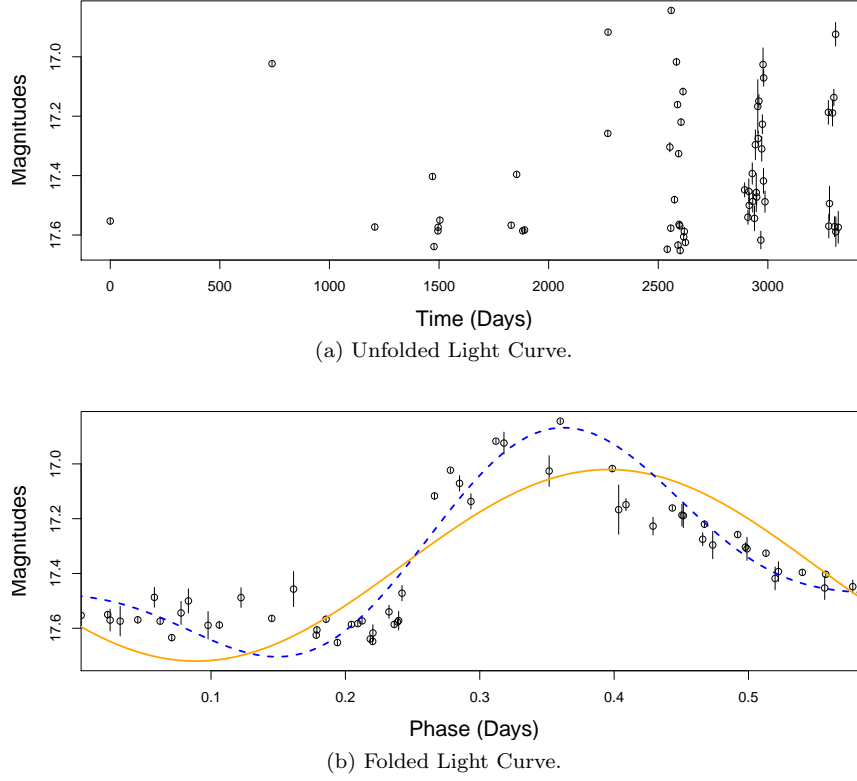 17.0
17.2
17.4
17.6
Magnitudes
0 500 1000 1500 2000 2500 3000
Time (Days)
(a) Unfolded Light Curve.
17.0
17.2
17.4
17.6
Magnitudes
0.1 0.2 0.3 0.4 0.5
Phase (Days)
(b) Folded Light Curve.